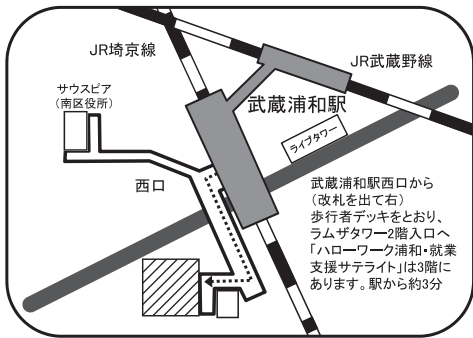 JR埼京線
JR武蔵野線
サウスピア
(南区役所)
武蔵浦和駅
ライブタワー
西口
武蔵浦和駅西口から
(改札を出て右)
歩行者デッキをとおり、
ラムザタワー2階入口へ
「ハローワーク浦和・就業
支援サテライト」は3階に
あります。駅から約3分